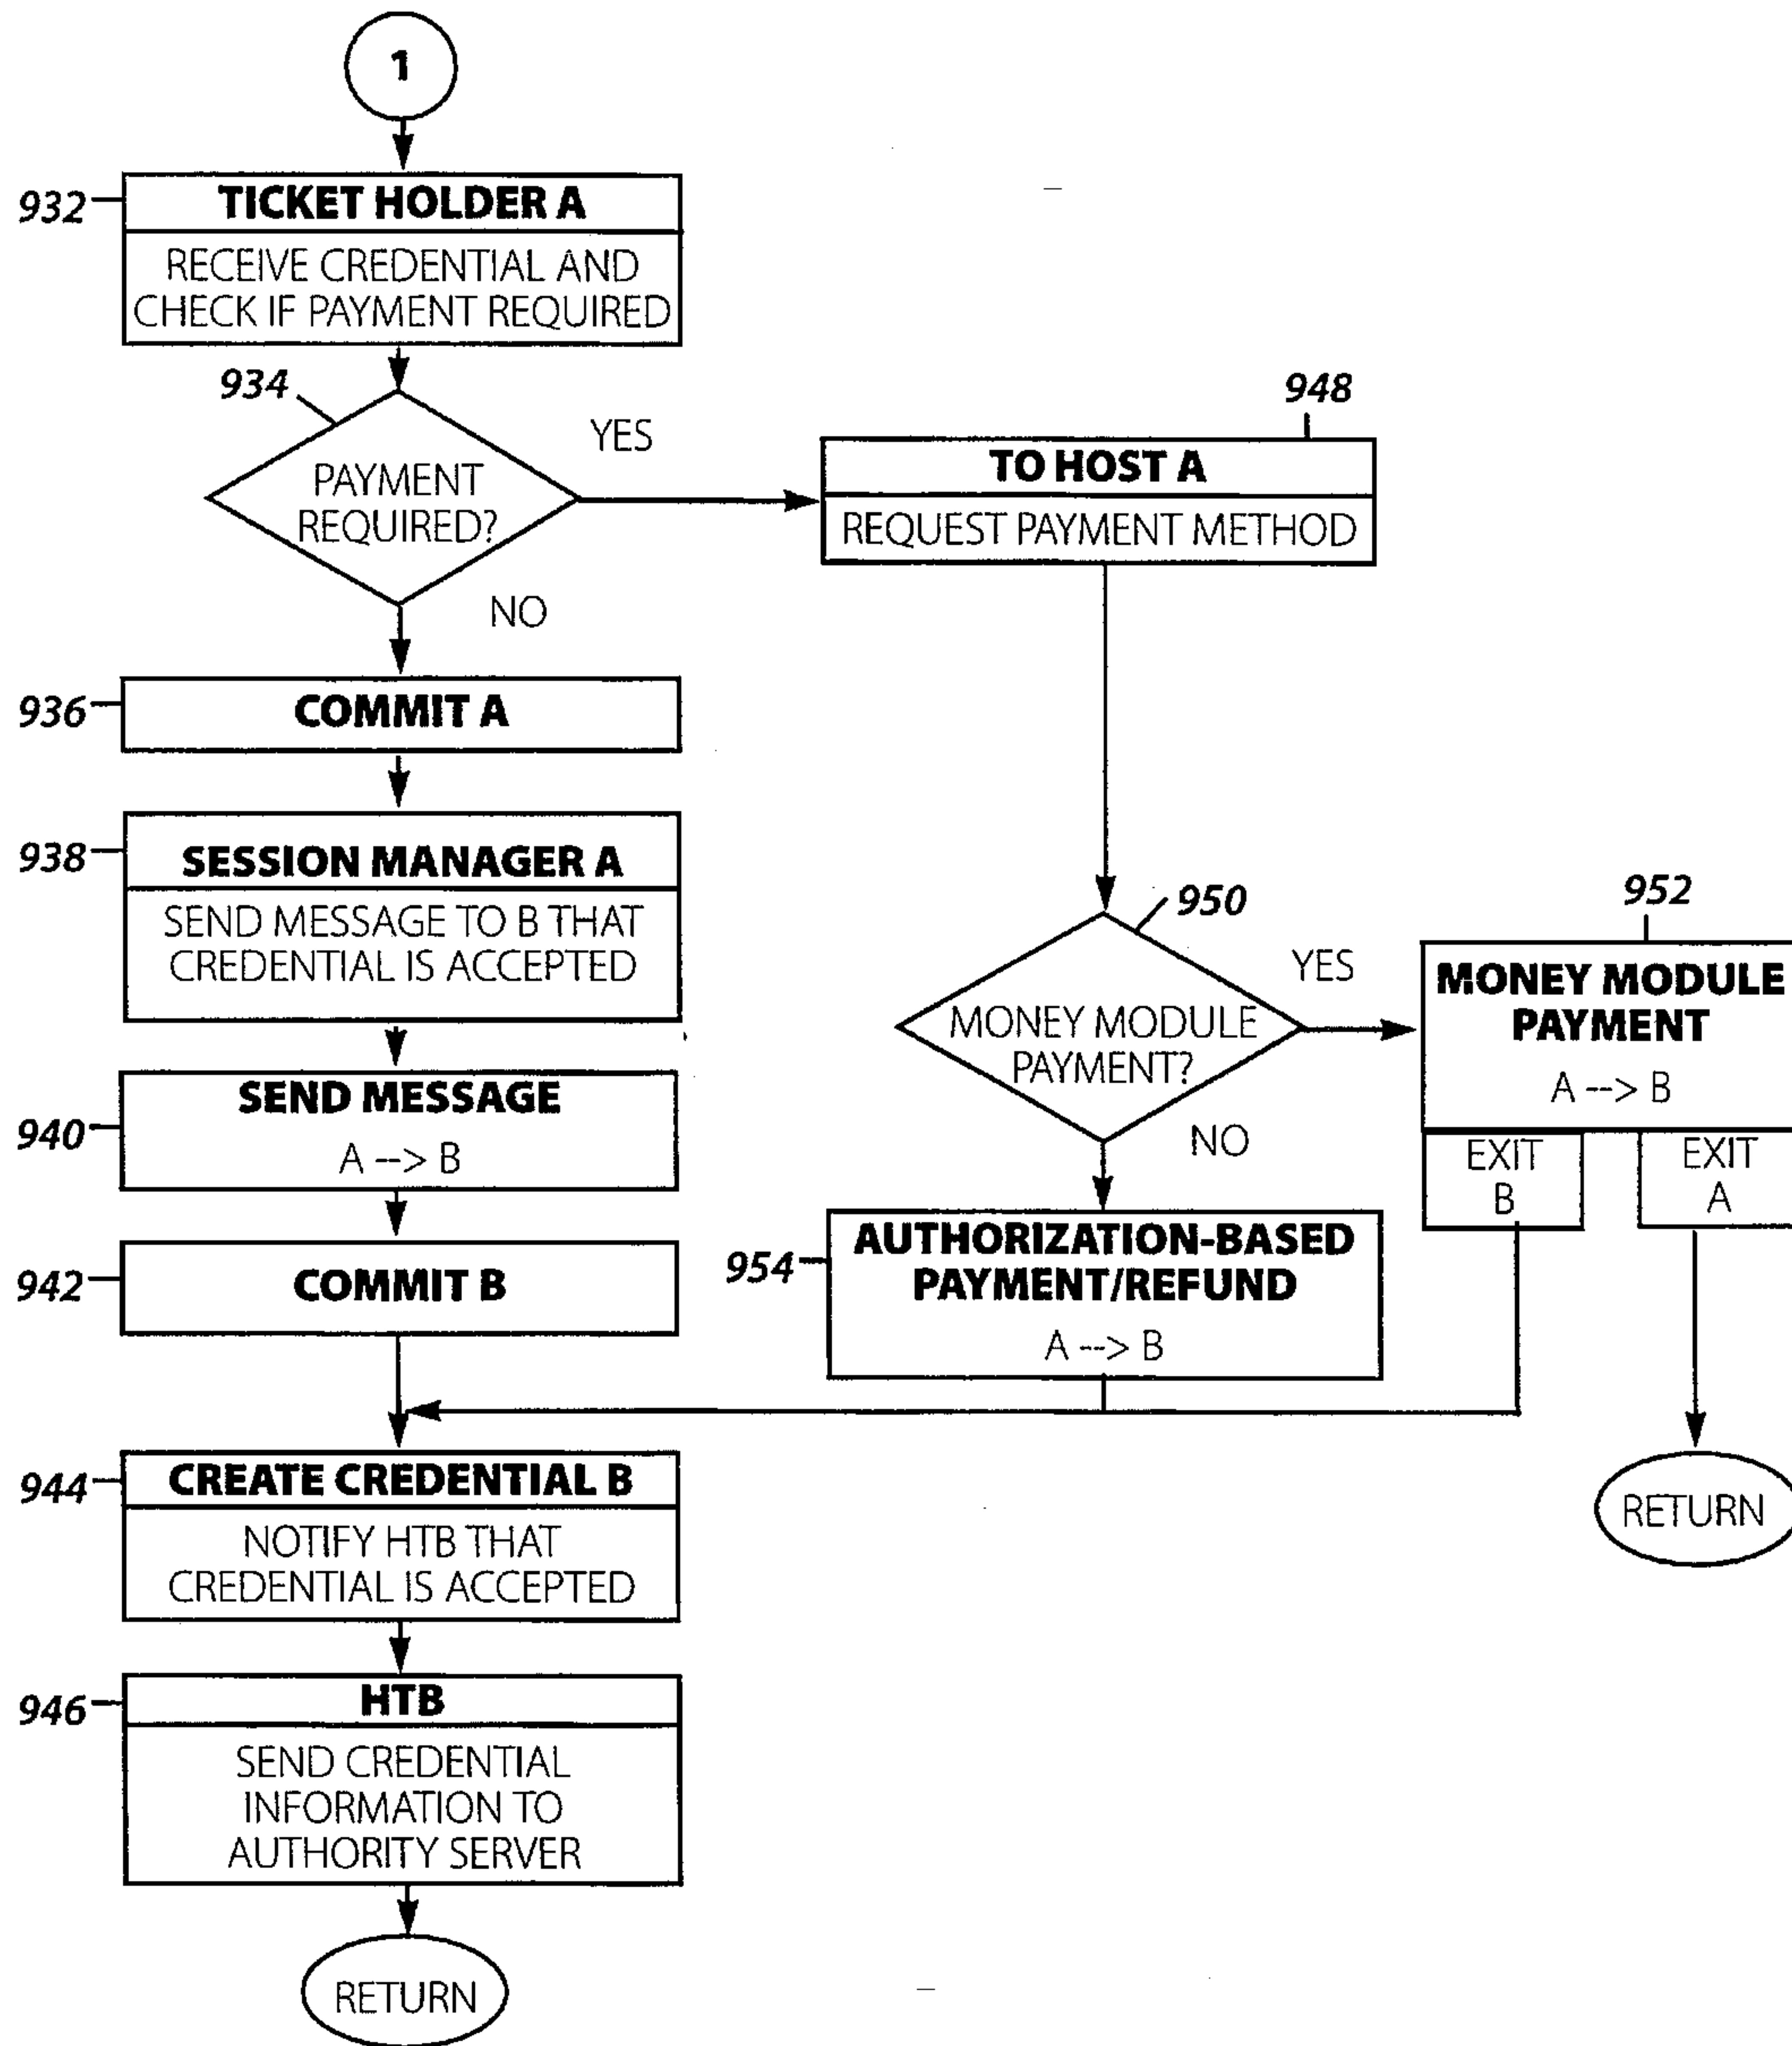 1
932
TICKET HOLDER A
RECEIVE CREDENTIAL AND
CHECK IF PAYMENT REQUIRED
934
PAYMENT
REQUIRED?
YES
NO
948
TO HOST A
REQUEST PAYMENT METHOD
936
COMMIT A
938
SESSION MANAGER A
SEND MESSAGE TO B THAT
CREDENTIAL IS ACCEPTED
950
MONEY MODULE
PAYMENT?
YES
NO
952
MONEY MODULE
PAYMENT
A --> B
EXIT
B
EXIT
A
RETURN
940
SEND MESSAGE
A --> B
942
COMMIT B
954
AUTHORIZATION-BASED
PAYMENT/REFUND
A --> B
944
CREATE CREDENTIAL B
NOTIFY HTB THAT
CREDENTIAL IS ACCEPTED
946
HTB
SEND CREDENTIAL
INFORMATION TO
AUTHORITY SERVER
RETURN